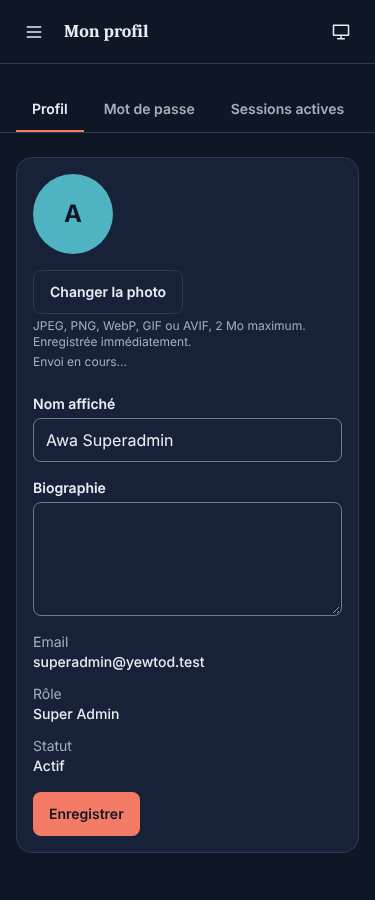 Mon profil
Profil
Mot de passe
Sessions actives
A
Changer la photo
JPEG, PNG, WebP, GIF ou AVIF, 2 Mo maximum.
Enregistrée immédiatement.
Envoi en cours…
Nom affiché
Awa Superadmin
Biographie
Email
superadmin@yewtod.test
Rôle
Super Admin
Statut
Actif
Enregistrer